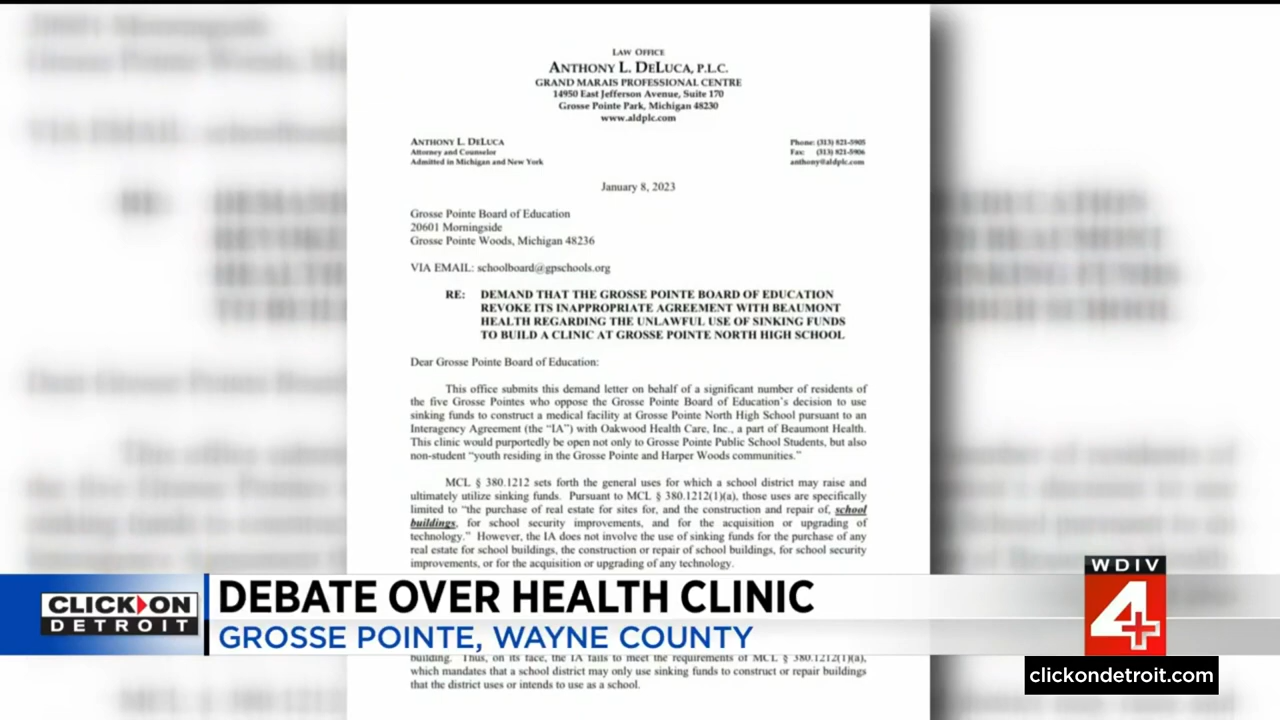 LAW OFFICE
ANTHONY L. DELUCA, P.L.C.
GRAND MARAIS PROFESSIONAL CENTRE
14950 East Jefferson Avenue, Suite 170
Grosse Pointe Park, Michigan 48230
www.aldplc.com
ANTHONY L. DELUCA
Attorney and Counselor
Admitted in Michigan and New York
Phone: (313) 821-5905
Fax: (313) 821-5906
anthony@aldplc.com
January 8, 2023
Grosse Pointe Board of Education
20601 Morningside
Grosse Pointe Woods, Michigan 48236
VIA EMAIL: schoolboard@gpschools.org
RE: DEMAND THAT THE GROSSE POINTE BOARD OF EDUCATION
REVOKE ITS INAPPROPRIATE AGREEMENT WITH BEAUMONT
HEALTH REGARDING THE UNLAWFUL USE OF SINKING FUNDS
TO BUILD A CLINIC AT GROSSE POINTE NORTH HIGH SCHOOL
Dear Grosse Pointe Board of Education:
This office submits this demand letter on behalf of a significant number of residents of
the five Grosse Pointes who oppose the Grosse Pointe Board of Education's decision to use
sinking funds to construct a medical facility at Grosse Pointe North High School pursuant to an
Interagency Agreement (the "IA") with Oakwood Health Care, Inc., a part of Beaumont Health.
This clinic would purportedly be open not only to Grosse Pointe Public School Students, but also
non-student "youth residing in the Grosse Pointe and Harper Woods communities."
MCL § 380.1212 sets forth the general uses for which a school district may raise and
ultimately utilize sinking funds. Pursuant to MCL § 380.1212(1)(a), those uses are specifically
limited to "the purchase of real estate for sites for, and the construction and repair of, school
buildings, for school security improvements, and for the acquisition or upgrading of
technology." However, the IA does not involve the use of sinking funds for the purchase of any
real estate for school buildings, the construction or repair of school buildings, for school security
improvements, or for the acquisition or upgrading of any technology.
building. Thus, on its face, the IA fails to meet the requirements of MCL § 380.1212(1)(a),
which mandates that a school district may only use sinking funds to construct or repair buildings
that the district uses or intends to use as a school.
CLICK ON
DETROIT
DEBATE OVER HEALTH CLINIC
GROSSE POINTE, WAYNE COUNTY
WDIV
4
clickondetroit.com